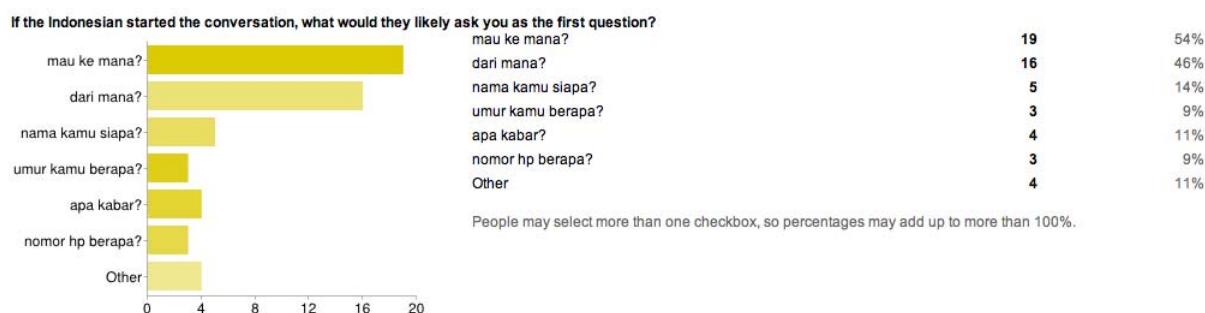 If the Indonesian started the conversation, what would they likely ask you as the first question?
mau ke mana?
dari mana?
nama kamu siapa?
umur kamu berapa?
apa kabar?
nomor hp berapa?
Other
0 4 8 12 16 20
mau ke mana? 19 54%
dari mana? 16 46%
nama kamu siapa? 5 14%
umur kamu berapa? 3 9%
apa kabar? 4 11%
nomor hp berapa? 3 9%
Other 4 11%
People may select more than one checkbox, so percentages may add up to more than 100%.